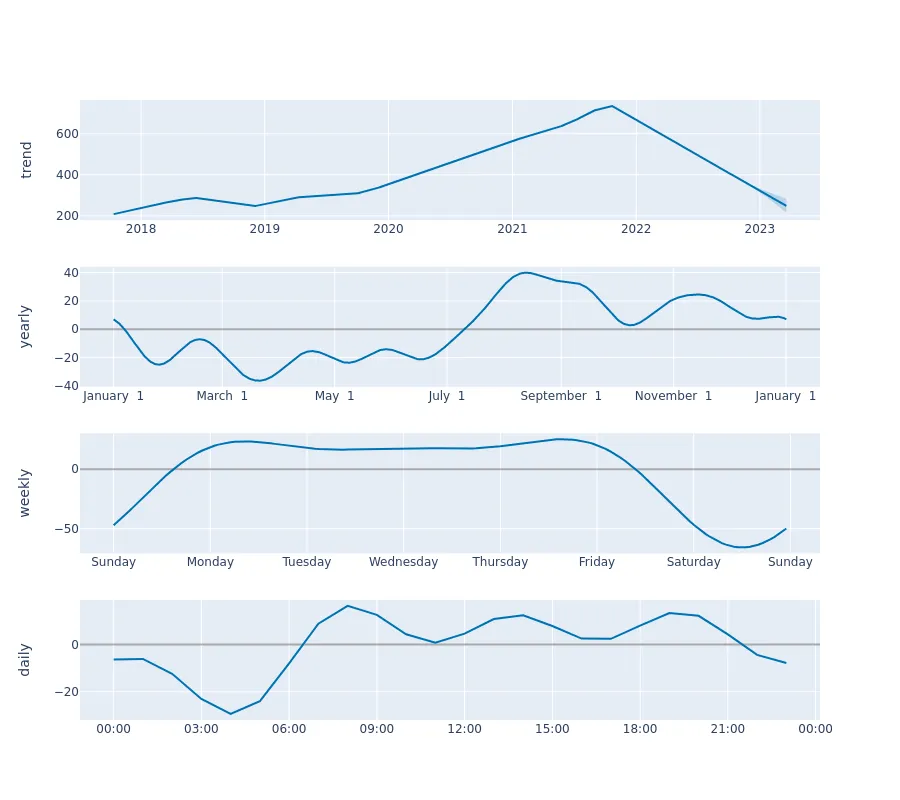 trend
600
400
200
2018 2019 2020 2021 2022 2023
yearly
40
20
0
−20
−40
January 1 March 1 May 1 July 1 September 1 November 1 January 1
weekly
0
−50
Sunday Monday Tuesday Wednesday Thursday Friday Saturday Sunday
daily
0
−20
00:00 03:00 06:00 09:00 12:00 15:00 18:00 21:00 00:00